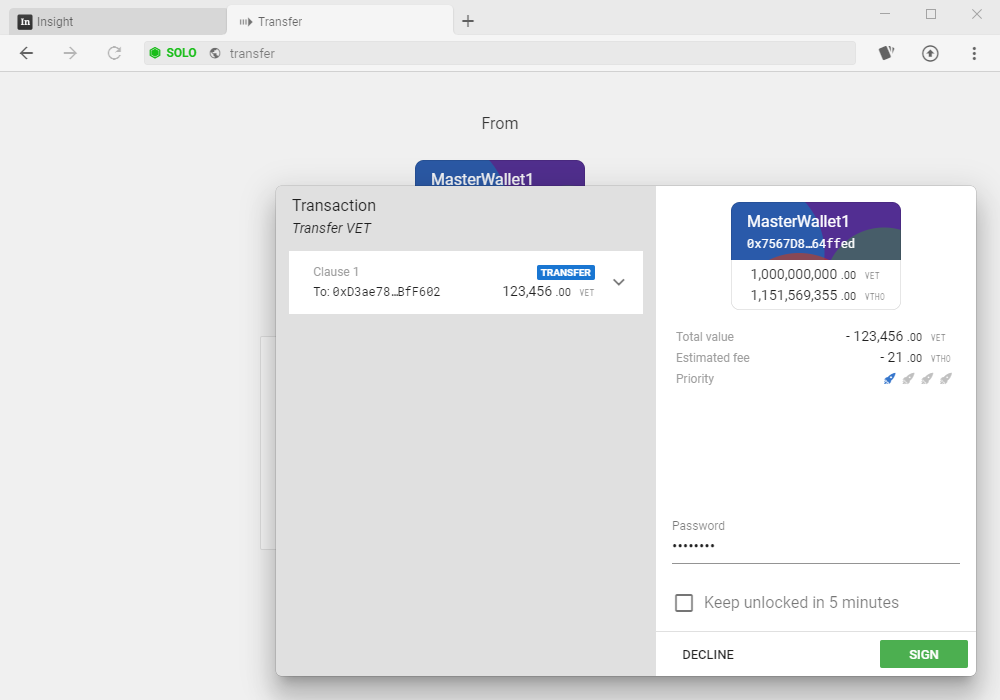 In Insight
Transfer
SOLO transfer
From
MasterWallet1
Transaction
Transfer VET
Clause 1
TRANSFER
To: 0xD3ae78…BfF602
123,456 .00 VET
MasterWallet1
0x7567D8…64ffed
1,000,000,000 .00 VET
1,151,569,355 .00 VTHO
Total value - 123,456 .00 VET
Estimated fee - 21 .00 VTHO
Priority
Password
••••••••
Keep unlocked in 5 minutes
DECLINE SIGN